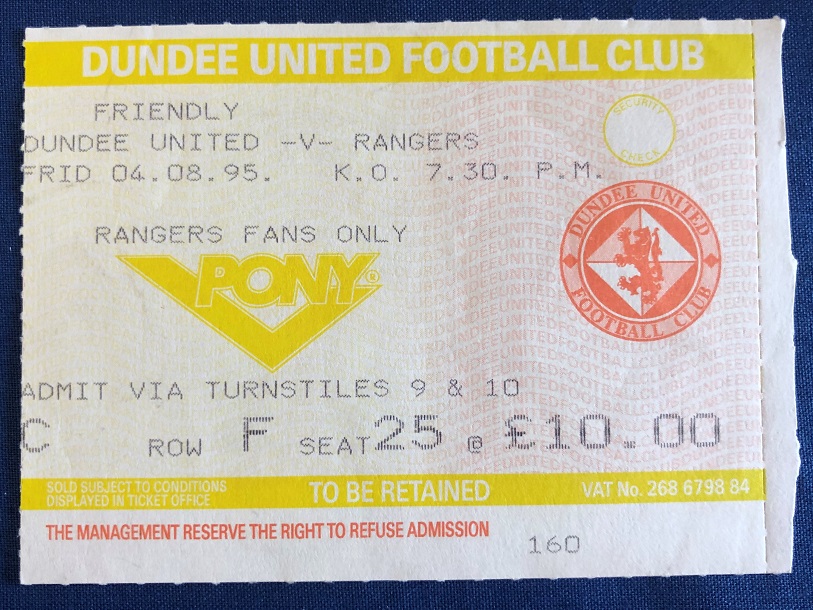 DUNDEE UNITED FOOTBALL CLUB
FRIENDLY
SECURITY
CHECK
DUNDEE UNITED -V- RANGERS
FRID 04.08.95. K.O. 7.30. P.M.
DUNDEE UNITED
FOOTBALL CLUB
RANGERS FANS ONLY
PONY®
ADMIT VIA TURNSTILES 9 & 10
C ROW F SEAT 25 @ £10.00
SOLD SUBJECT TO CONDITIONS
DISPLAYED IN TICKET OFFICE
TO BE RETAINED
VAT No. 268 6798 84
THE MANAGEMENT RESERVE THE RIGHT TO REFUSE ADMISSION
160